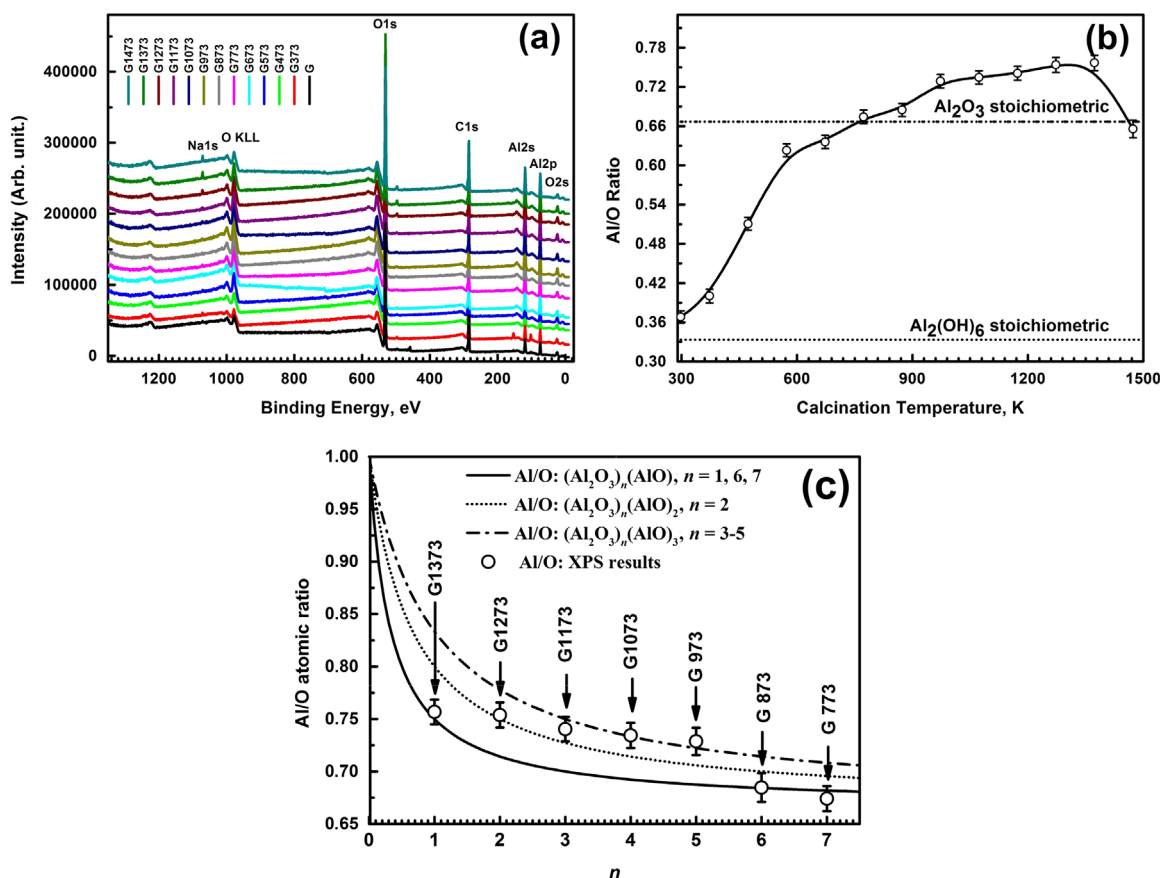 (a)
O1s
G1473
G1373
G1273
G1173
G1073
G973
G873
G773
G673
G573
G473
G373
G
C1s
Na1s
O KLL
Al2s
Al2p
O2s
Intensity (Arb. unit.)
400000
300000
200000
100000
0
1200 1000 800 600 400 200 0
Binding Energy, eV
(b)
Al/O Ratio
0.78
0.72
0.66
0.60
0.54
0.48
0.42
0.36
0.30
Al₂O₃ stoichiometric
Al₂(OH)₆ stoichiometric
300 600 900 1200 1500
Calcination Temperature, K
(c)
Al/O: (Al₂O₃)ₙ(AlO), n = 1, 6, 7
Al/O: (Al₂O₃)ₙ(AlO)₂, n = 2
Al/O: (Al₂O₃)ₙ(AlO)₃, n = 3-5
Al/O: XPS results
G1373
G1273
G1173
G1073
G 973
G 873
G 773
Al/O atomic ratio
1.00
0.95
0.90
0.85
0.80
0.75
0.70
0.65
0 1 2 3 4 5 6 7
n